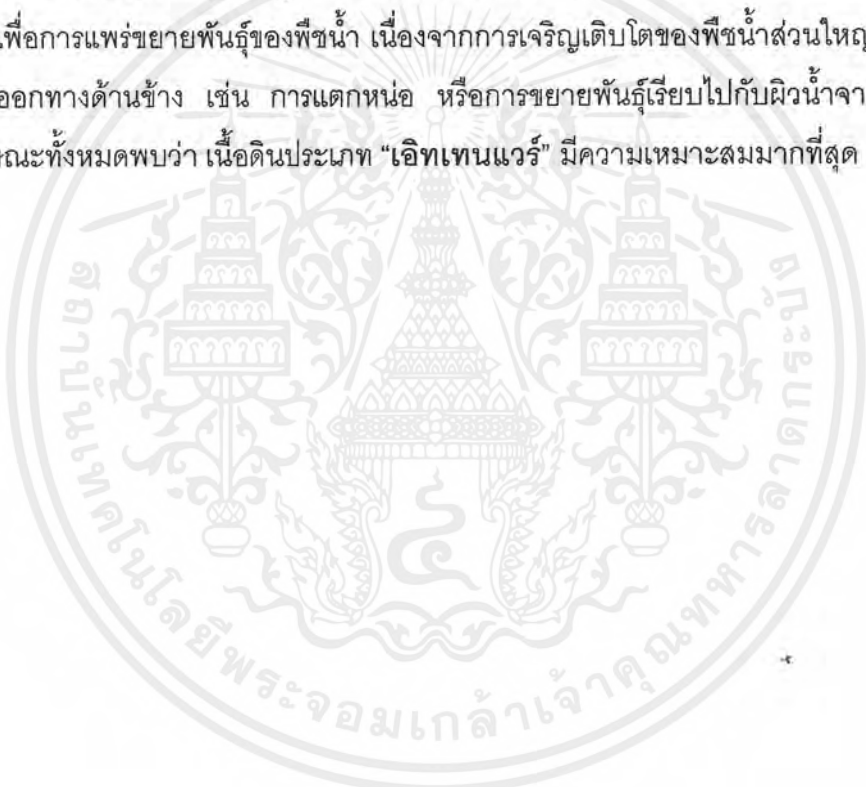 เพื่อการแพร่ขยายพันธุ์ของพืชน้ำ เนื่องจากการเจริญเติบโตของพืชน้ำส่วนใหญ
ออกทางด้านข้าง เช่น การแตกหน่อ หรือการขยายพันธุ์เรียบไปกับผิวน้ำจา
ษณะทั้งหมดพบว่า เนื้อดินประเภท “เอิทเทนแวร์” มีความเหมาะสมมากที่สุด
สถาบันเทคโนโลยีพระจอมเกล้าเจ้าคุณทหารลาดกระบัง